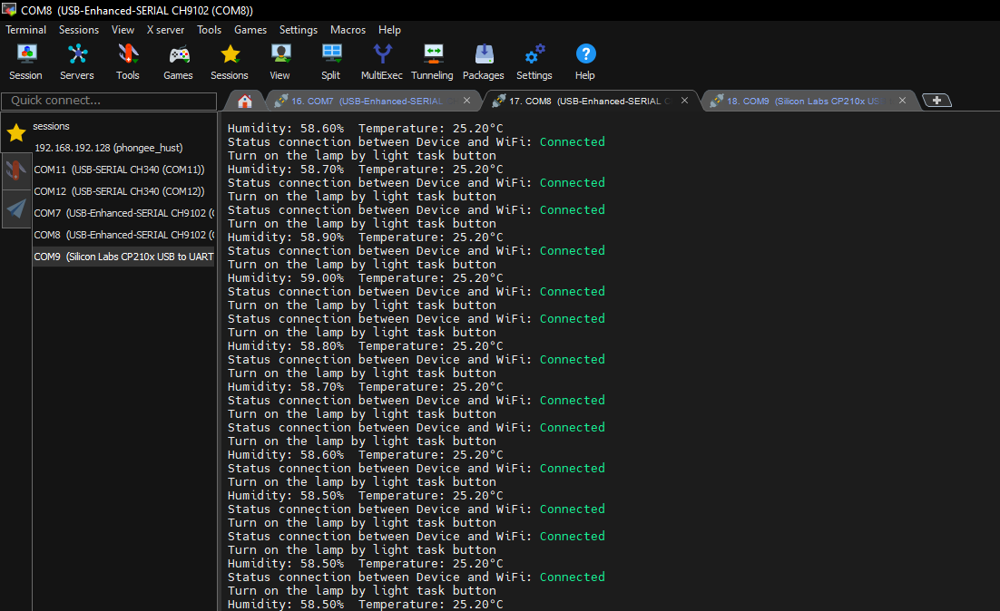 COM8 (USB-Enhanced-SERIAL CH9102 (COM8))
Terminal Sessions View X server Tools Games Settings Macros Help
Session Servers Tools Games Sessions View Split MultiExec Tunneling Packages Settings Help
Quick connect...
16. COM7 (USB-Enhanced-SERIAL
17. COM8 (USB-Enhanced-SERIAL C
18. COM9 (Silicon Labs CP210x USB
sessions
192.168.192.128 (phongee_hust)
COM11 (USB-SERIAL CH340 (COM11))
COM12 (USB-SERIAL CH340 (COM12))
COM7 (USB-Enhanced-SERIAL CH9102 (C
COM8 (USB-Enhanced-SERIAL CH9102 (C
COM9 (Silicon Labs CP210x USB to UART
Humidity: 58.60% Temperature: 25.20°C
Status connection between Device and WiFi: Connected
Turn on the lamp by light task button
Humidity: 58.70% Temperature: 25.20°C
Status connection between Device and WiFi: Connected
Turn on the lamp by light task button
Status connection between Device and WiFi: Connected
Turn on the lamp by light task button
Humidity: 58.90% Temperature: 25.20°C
Status connection between Device and WiFi: Connected
Turn on the lamp by light task button
Humidity: 59.00% Temperature: 25.20°C
Status connection between Device and WiFi: Connected
Turn on the lamp by light task button
Status connection between Device and WiFi: Connected
Turn on the lamp by light task button
Humidity: 58.80% Temperature: 25.20°C
Status connection between Device and WiFi: Connected
Turn on the lamp by light task button
Humidity: 58.70% Temperature: 25.20°C
Status connection between Device and WiFi: Connected
Turn on the lamp by light task button
Status connection between Device and WiFi: Connected
Turn on the lamp by light task button
Humidity: 58.60% Temperature: 25.20°C
Status connection between Device and WiFi: Connected
Turn on the lamp by light task button
Humidity: 58.50% Temperature: 25.20°C
Status connection between Device and WiFi: Connected
Turn on the lamp by light task button
Status connection between Device and WiFi: Connected
Turn on the lamp by light task button
Humidity: 58.50% Temperature: 25.20°C
Status connection between Device and WiFi: Connected
Turn on the lamp by light task button
Humidity: 58.50% Temperature: 25.20°C